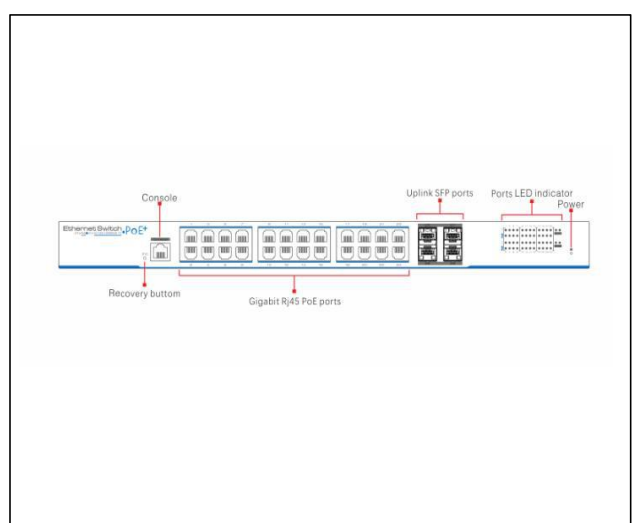 Console
Uplink SFP ports
Ports LED indicator
Power
Ethernet Switch
PoE+
Recovery buttom
Gigabit Rj45 PoE ports